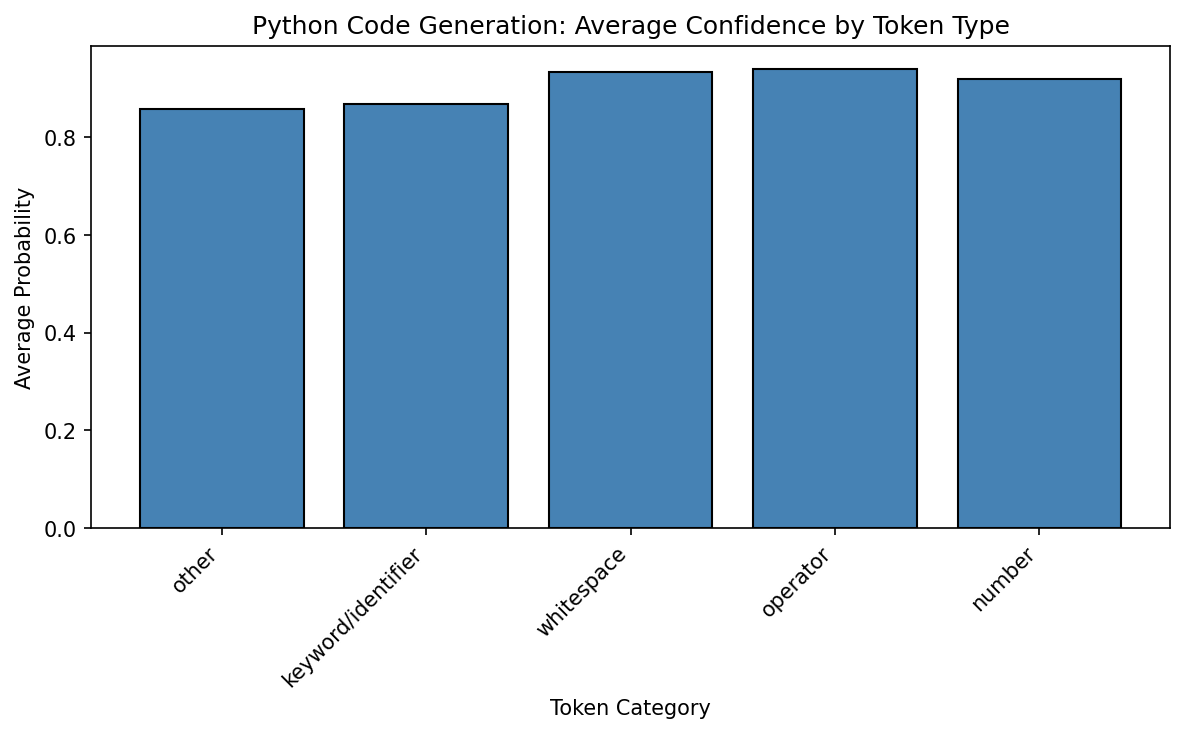 Python Code Generation: Average Confidence by Token Type
Average Probability
0.8
0.6
0.4
0.2
0.0
other
keyword/identifier
whitespace
operator
number
Token Category